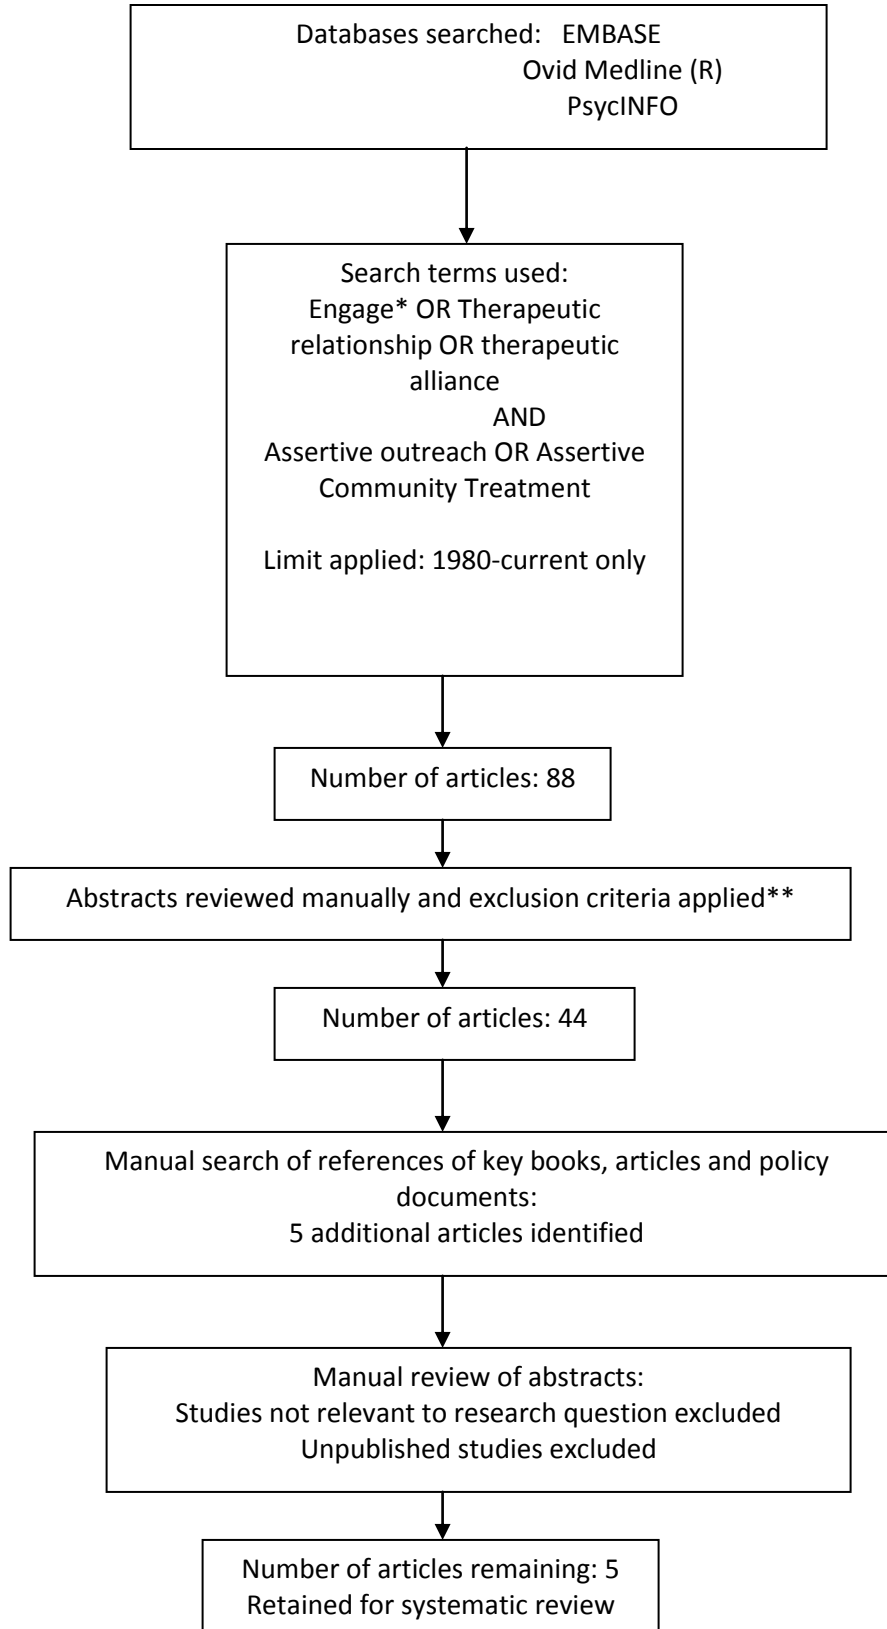 Databases searched: EMBASE
Ovid Medline (R)
PsycINFO
Search terms used:
Engage* OR Therapeutic
relationship OR therapeutic
alliance
AND
Assertive outreach OR Assertive
Community Treatment
Limit applied: 1980-current only
Number of articles: 88
Abstracts reviewed manually and exclusion criteria applied**
Number of articles: 44
Manual search of references of key books, articles and policy
documents:
5 additional articles identified
Manual review of abstracts:
Studies not relevant to research question excluded
Unpublished studies excluded
Number of articles remaining: 5
Retained for systematic review